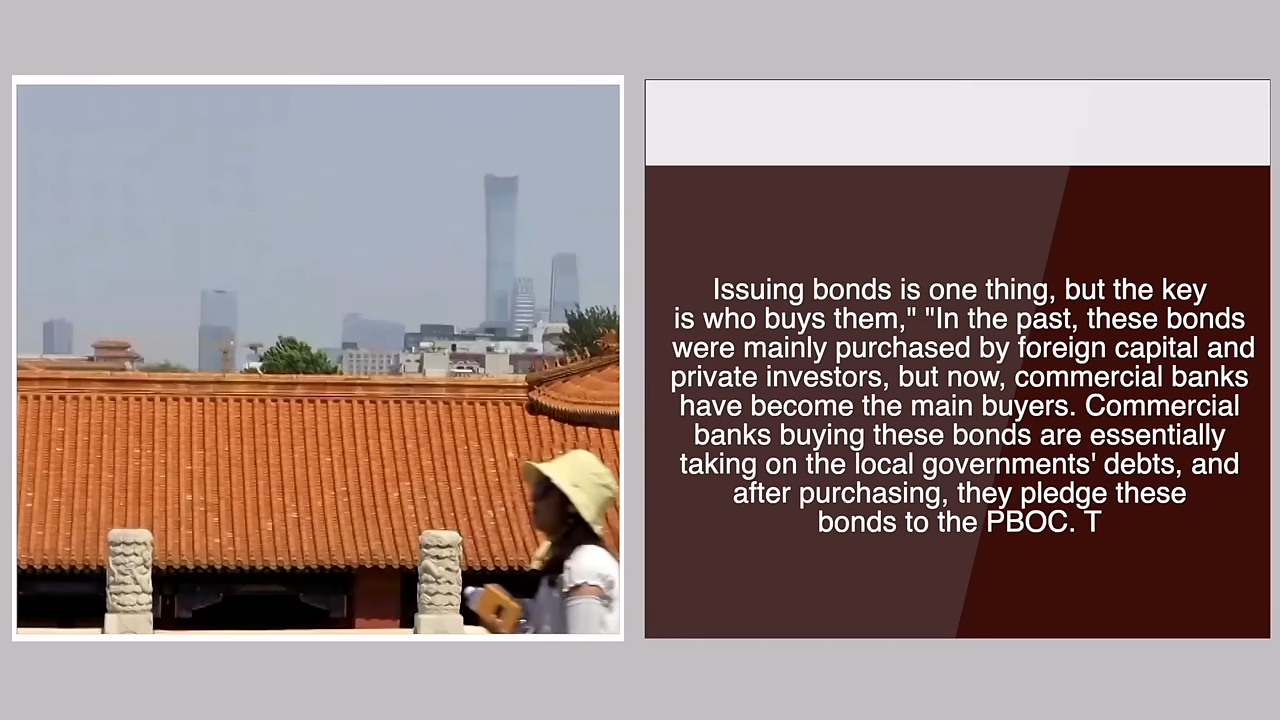 Issuing bonds is one thing, but the key
is who buys them," "In the past, these bonds
were mainly purchased by foreign capital and
private investors, but now, commercial banks
have become the main buyers. Commercial
banks buying these bonds are essentially
taking on the local governments' debts, and
after purchasing, they pledge these
bonds to the PBOC. T